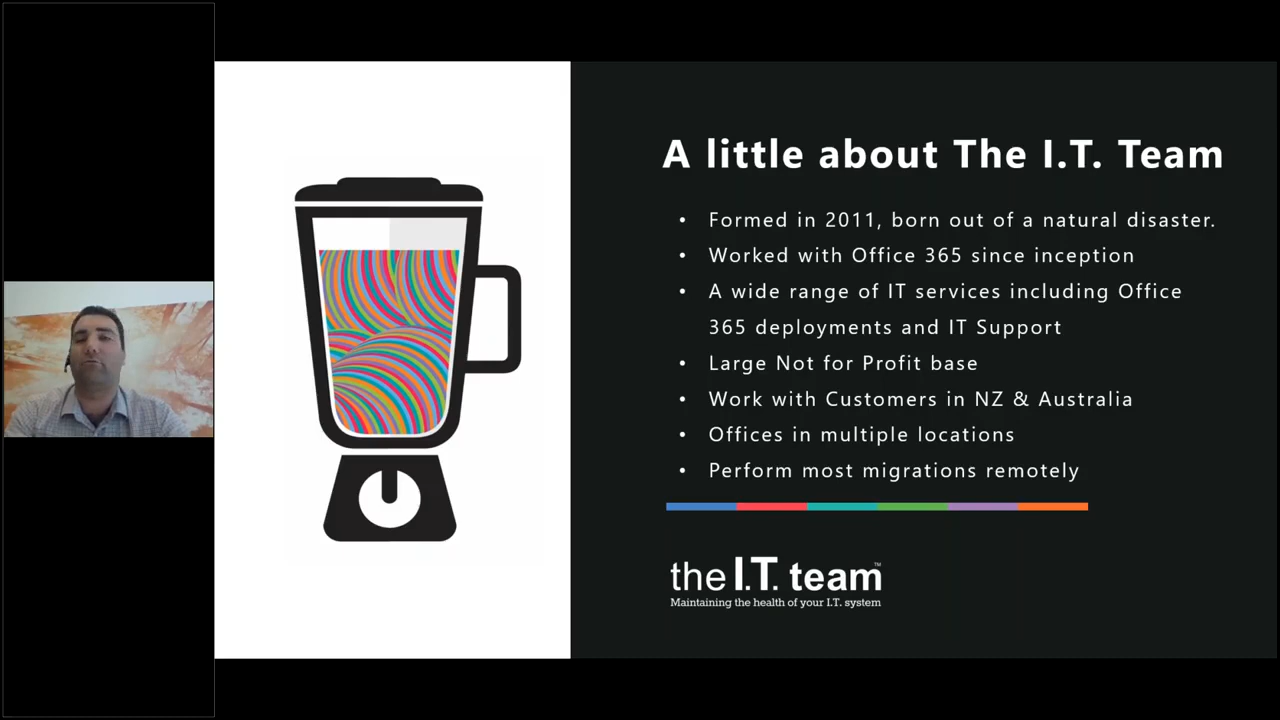 A little about The I.T. Team
• Formed in 2011, born out of a natural disaster.
• Worked with Office 365 since inception
• A wide range of IT services including Office
365 deployments and IT Support
• Large Not for Profit base
• Work with Customers in NZ & Australia
• Offices in multiple locations
• Perform most migrations remotely
the I.T. team™
Maintaining the health of your I.T. system